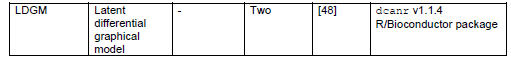 LDGM Latent - Two [48] dcanr v1.1.4
differential R/Bioconductor package
graphical
model